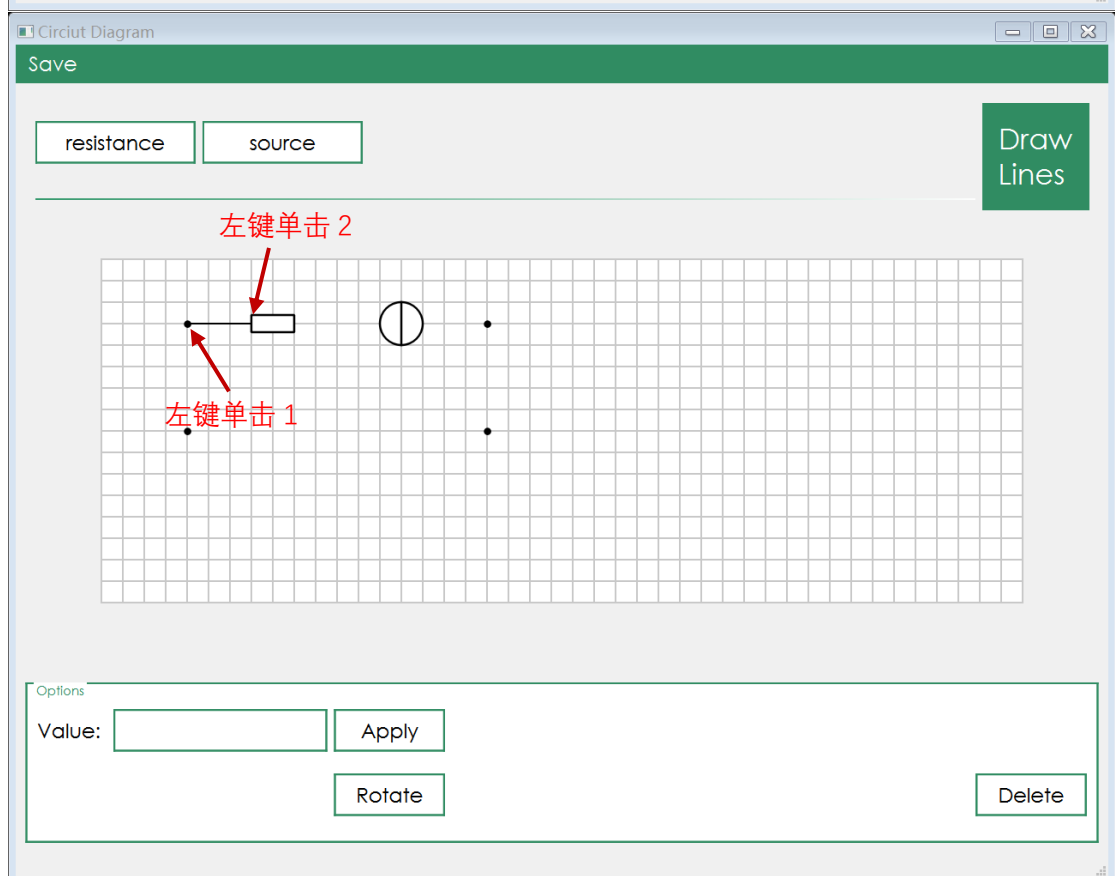 Circiut Diagram
Save
resistance
source
Draw
Lines
左键单击 2
左键单击 1
Options
Value:
Apply
Rotate
Delete